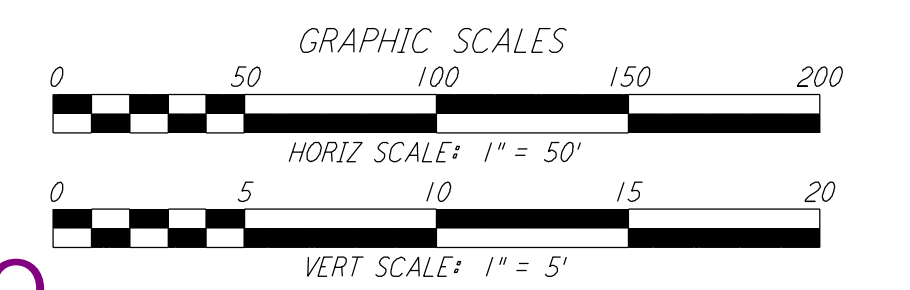 GRAPHIC SCALES
0 50 100 150 200
HORIZ SCALE: 1" = 50'
0 5 10 15 20
VERT SCALE: 1" = 5'